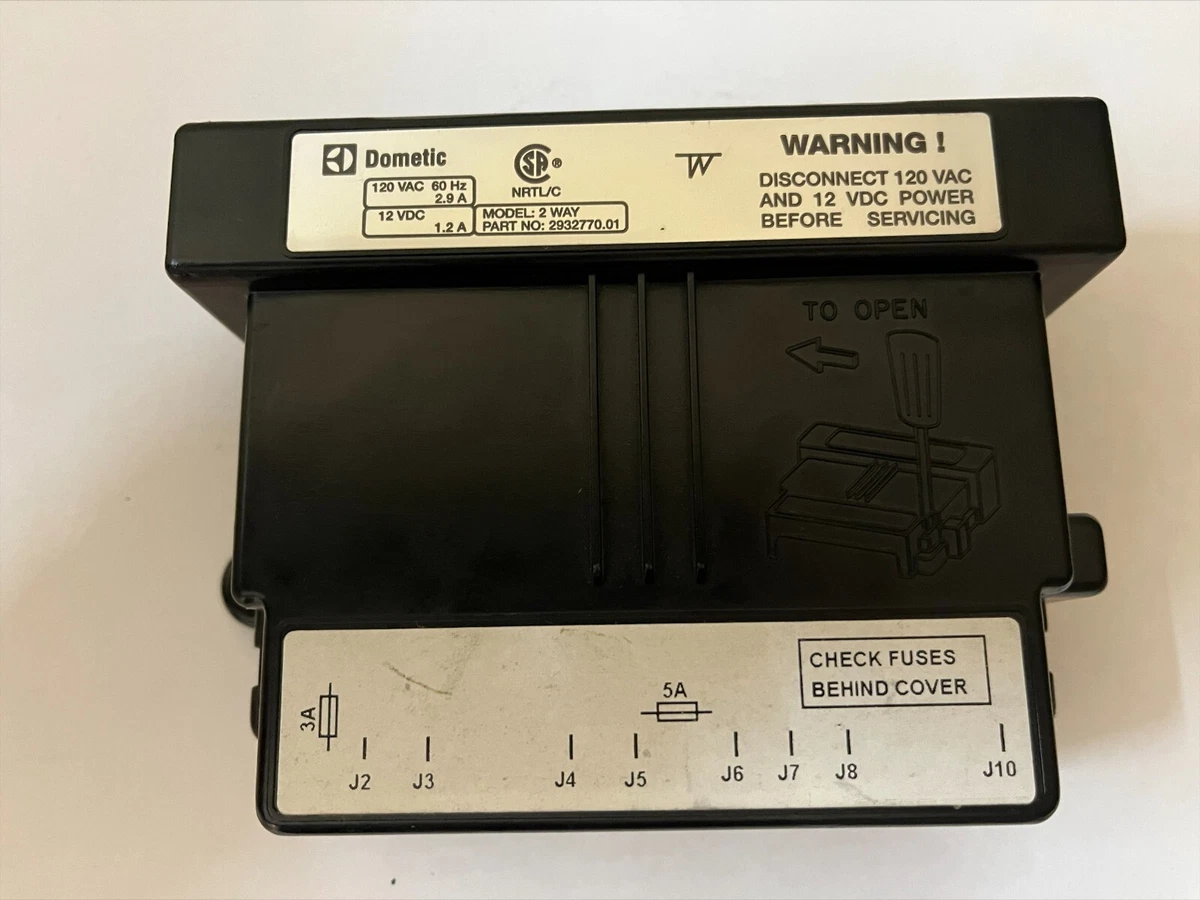 Dometic
120 VAC 60 Hz
2.9 A
12 VDC
1.2 A
SA ®
NRTL/C
MODEL: 2 WAY
PART NO: 2932770.01
WARNING !
DISCONNECT 120 VAC
AND 12 VDC POWER
BEFORE SERVICING
TO OPEN
CHECK FUSES
BEHIND COVER
3A
5A
J2 J3 J4 J5 J6 J7 J8 J10